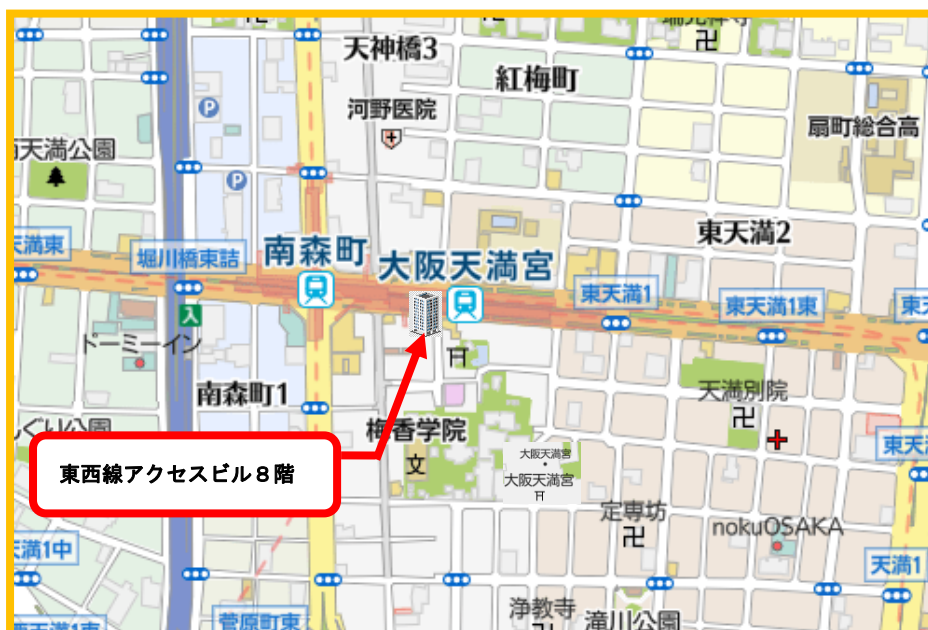 天神橋3
紅梅町
河野医院
扇町総合高
天満公園
東天満2
天満東
堀川橋東詰
南森町
大阪天満宮
東天満1
東天満1東
入
ドーミーイン
南森町1
天満別院
梅香学院
文
大阪天満宮
大阪天満宮
東西線アクセスビル８階
定専坊
nokuOSAKA
天満1中
天満1
浄教寺
滝川公園
菅原町東
P
P